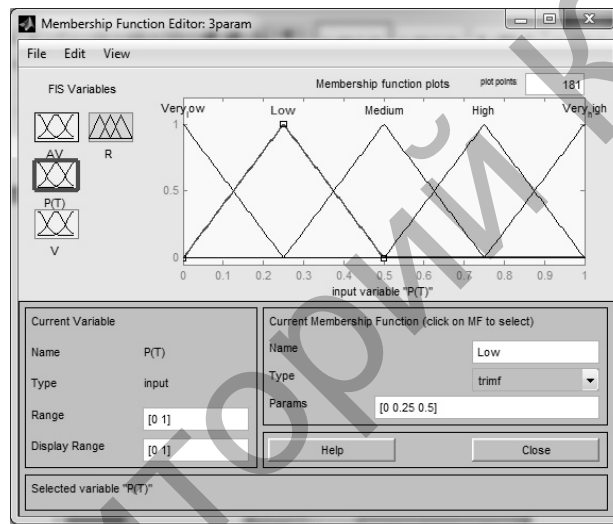 Membership Function Editor: 3param
File Edit View
FIS Variables
Membership function plots
plot points
181
AV
R
P(T)
V
Very_low
Low
Medium
High
Very_high
1
0.5
0
0 0.1 0.2 0.3 0.4 0.5 0.6 0.7 0.8 0.9 1
input variable "P(T)"
Current Variable
Name P(T)
Type input
Range [0 1]
Display Range [0 1]
Current Membership Function (click on MF to select)
Name Low
Type trimf
Params [0 0.25 0.5]
Help Close
Selected variable "P(T)"